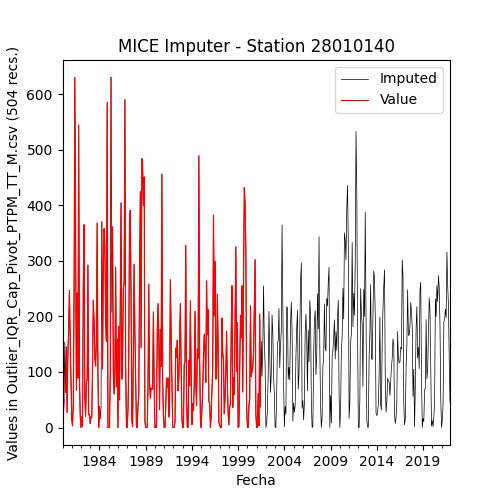 MICE Imputer - Station 28010140
Imputed
Value
Values in Outlier_IQR_Cap_Pivot_PTPM_TT_M.csv (504 recs.)
600
500
400
300
200
100
0
1984 1989 1994 1999 2004 2009 2014 2019
Fecha